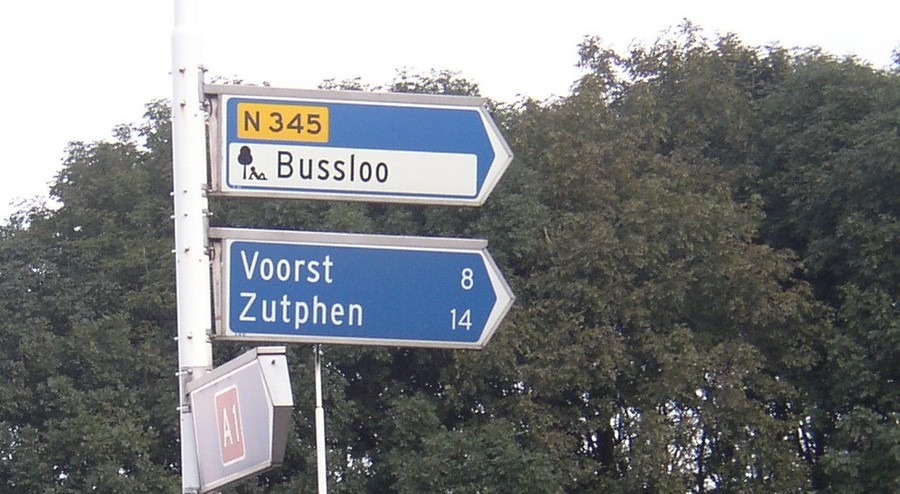 N 345
Bussloo
Voorst 8
Zutphen 14
A1